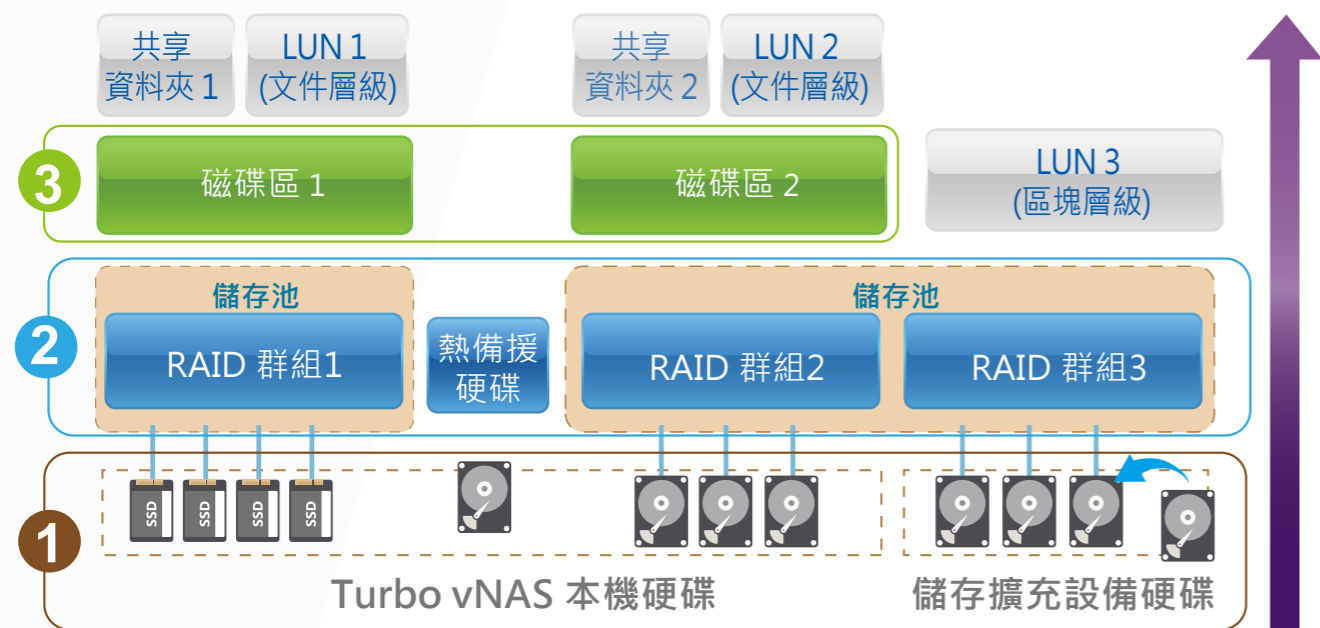 共享
資料夾 1
LUN 1
(文件層級)
共享
資料夾 2
LUN 2
(文件層級)
3
磁碟區 1
磁碟區 2
LUN 3
(區塊層級)
2
儲存池
RAID 群組1
熱備援
硬碟
儲存池
RAID 群組2
RAID 群組3
1
SSD
SSD
SSD
SSD
Turbo vNAS 本機硬碟
儲存擴充設備硬碟